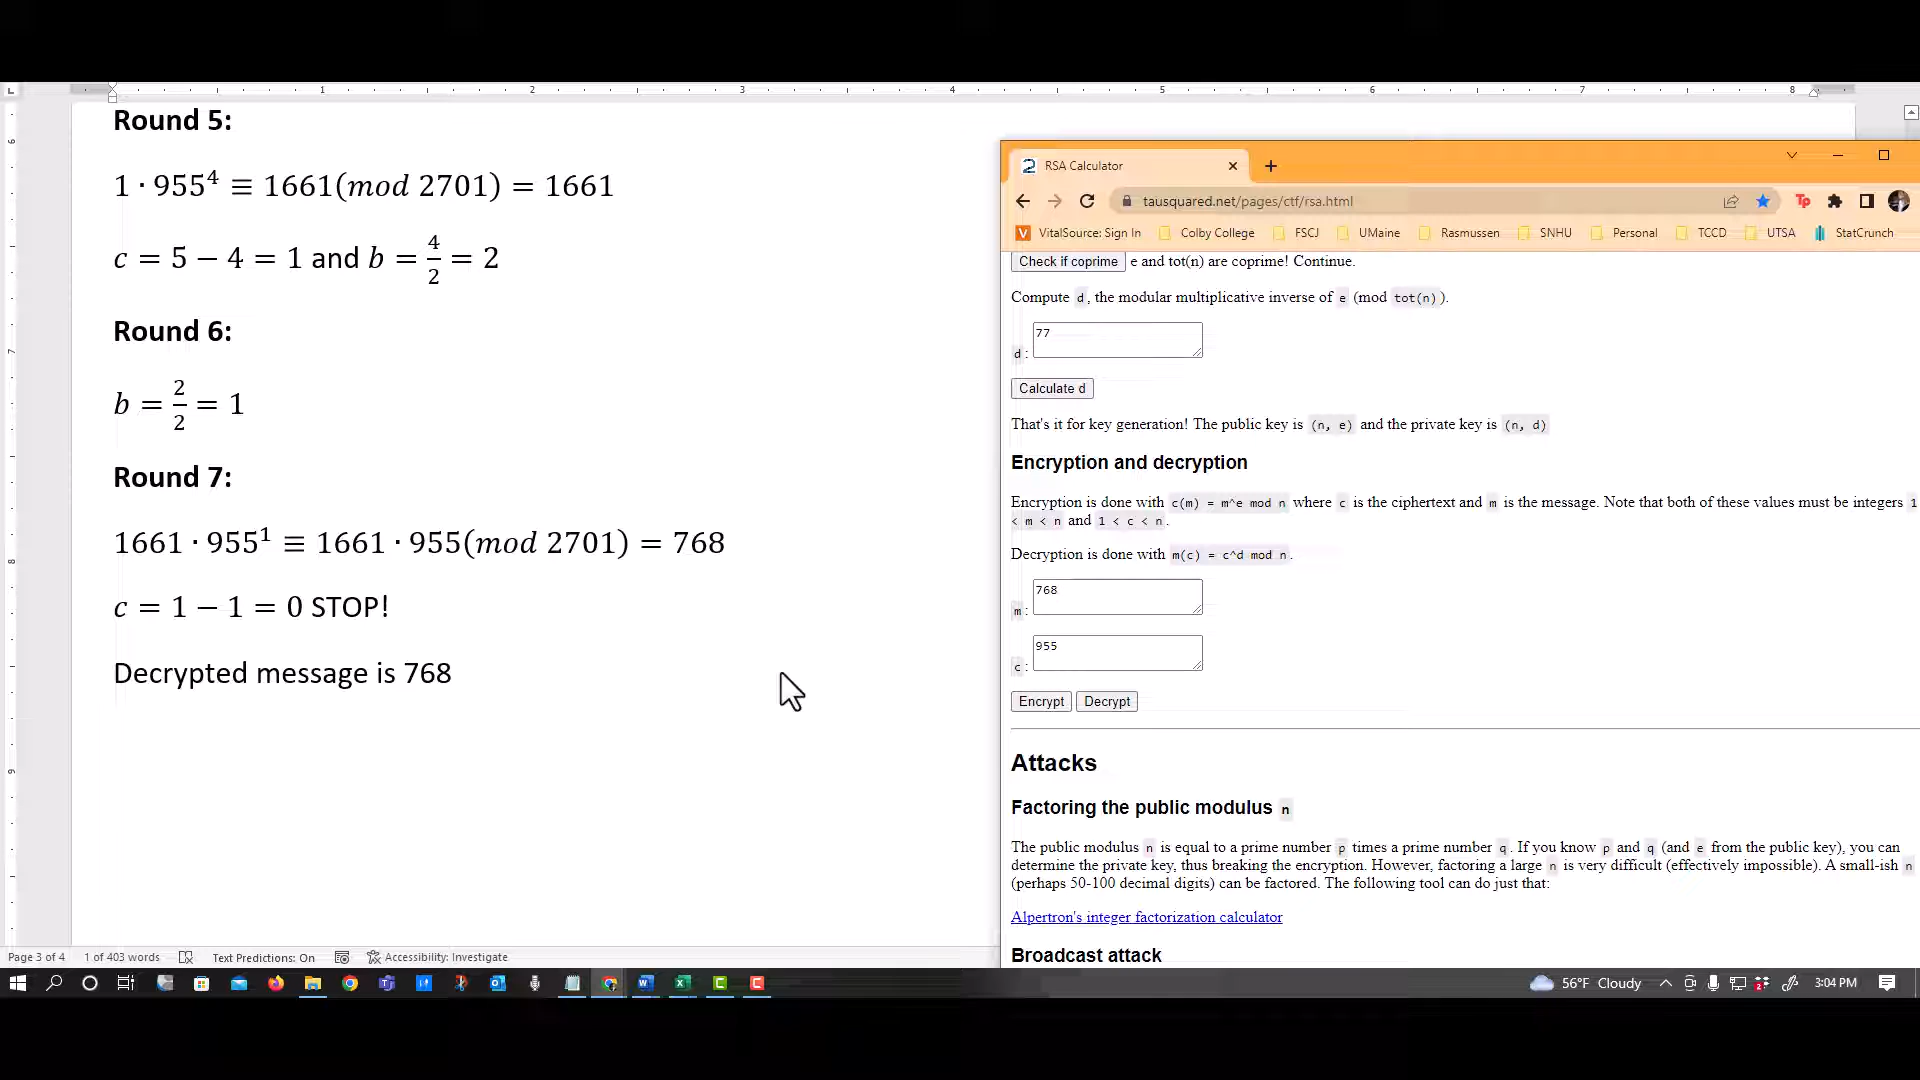 Round 5:
1 · 955⁴ ≡ 1661(mod 2701) = 1661
c = 5 − 4 = 1 and b = 4/2 = 2
Round 6:
b = 2/2 = 1
Round 7:
1661 · 955¹ ≡ 1661 · 955(mod 2701) = 768
c = 1 − 1 = 0 STOP!
Decrypted message is 768
RSA Calculator
tausquared.net/pages/ctf/rsa.html
VitalSource: Sign In Colby College FSCJ UMaine Rasmussen SNHU Personal TCCD UTSA StatCrunch
Check if coprime e and tot(n) are coprime! Continue.
Compute d, the modular multiplicative inverse of e (mod tot(n)).
d: 77
Calculate d
That's it for key generation! The public key is (n, e) and the private key is (n, d)
Encryption and decryption
Encryption is done with c(m) = m^e mod n where c is the ciphertext and m is the message. Note that both of these values must be integers 1
< m < n and 1 < c < n.
Decryption is done with m(c) = c^d mod n.
m: 768
c: 955
Encrypt Decrypt
Attacks
Factoring the public modulus n
The public modulus n is equal to a prime number p times a prime number q. If you know p and q (and e from the public key), you can
determine the private key, thus breaking the encryption. However, factoring a large n is very difficult (effectively impossible). A small-ish n
(perhaps 50-100 decimal digits) can be factored. The following tool can do just that:
Alpertron's integer factorization calculator
Broadcast attack
Page 3 of 4 1 of 403 words Text Predictions: On Accessibility: Investigate
56°F Cloudy 3:04 PM